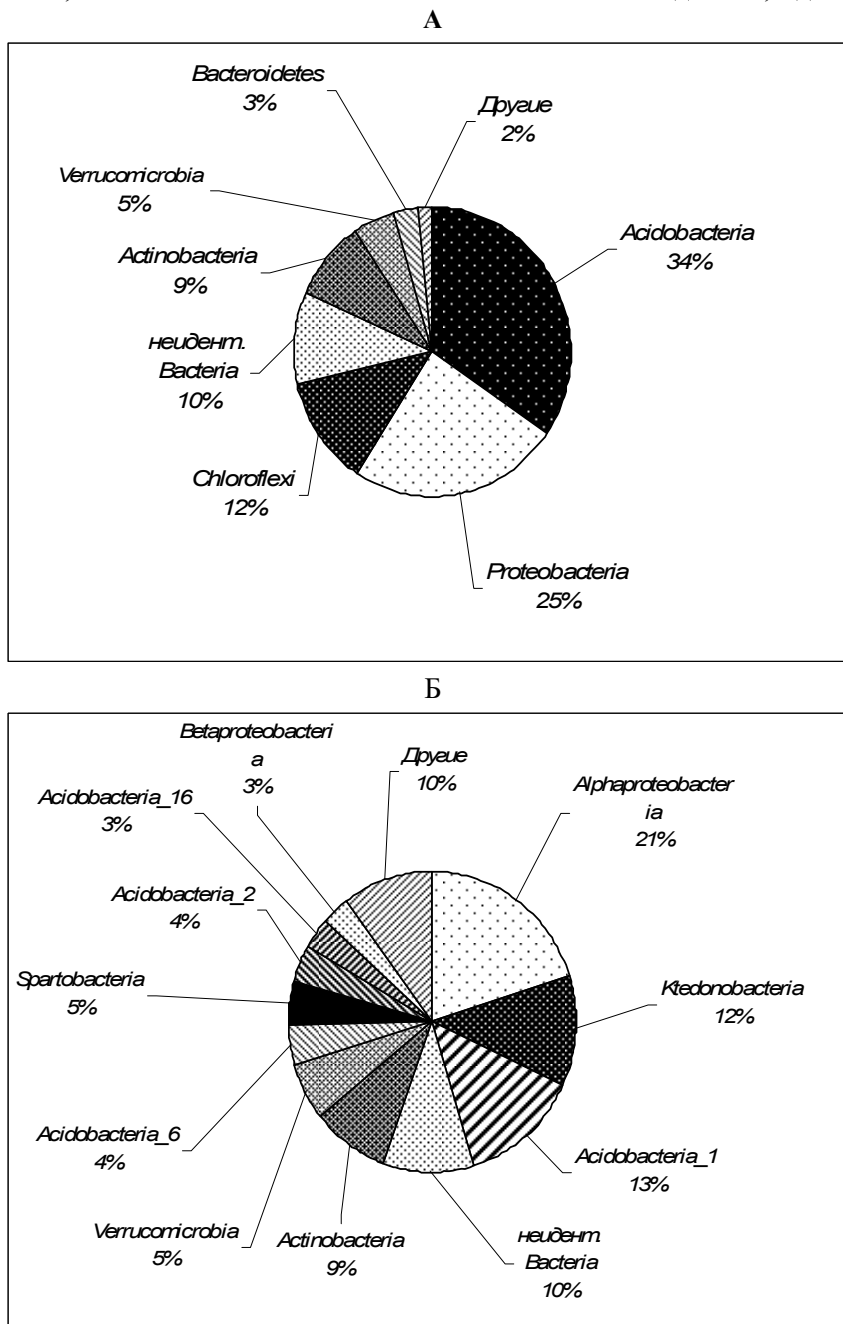 А
Bacteroidetes
3%
Другие
2%
Verrucomicrobia
5%
Acidobacteria
34%
Actinobacteria
9%
неидент.
Bacteria
10%
Chloroflexi
12%
Proteobacteria
25%
Б
Betaproteobacteri
a
3%
Другие
10%
Alphaproteobacter
ia
21%
Acidobacteria_16
3%
Acidobacteria_2
4%
Spartobacteria
5%
Ktedonobacteria
12%
Acidobacteria_6
4%
Acidobacteria_1
13%
Verrucomicrobia
5%
Actinobacteria
9%
неидент.
Bacteria
10%